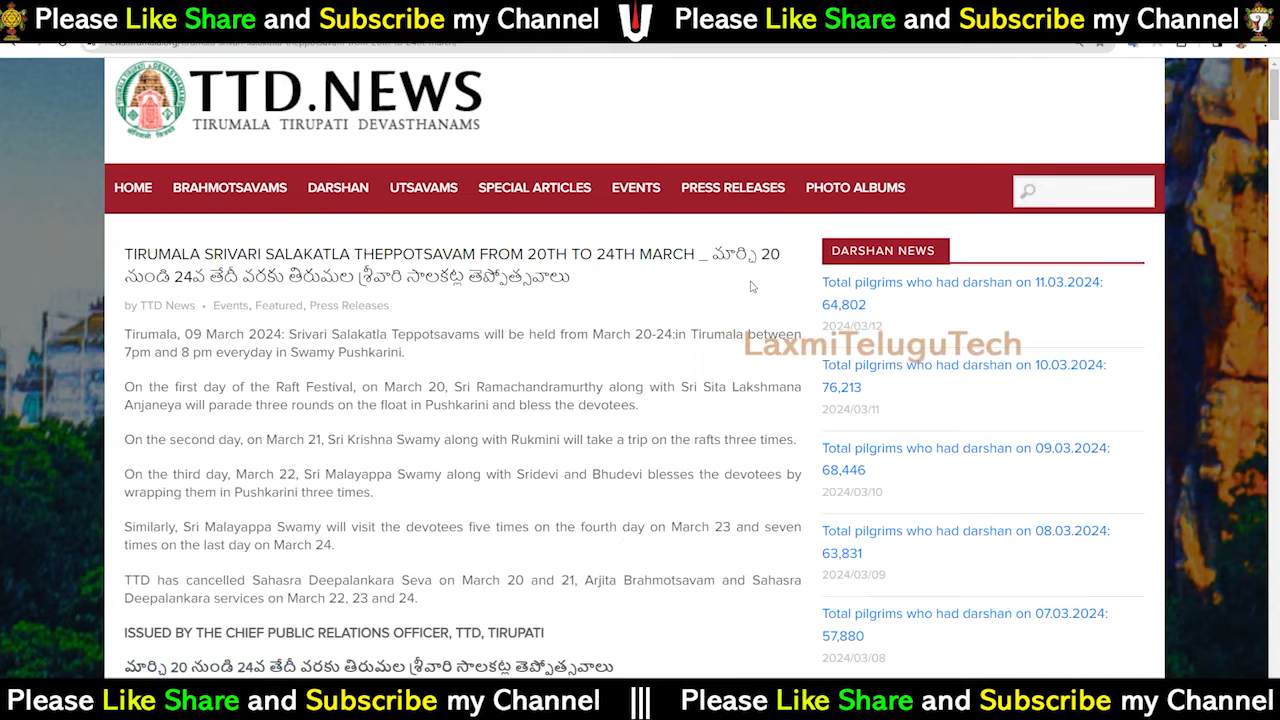 Please Like Share and Subscribe my Channel
Please Like Share and Subscribe my Channel
TTD.NEWS
TIRUMALA TIRUPATI DEVASTHANAMS
HOME BRAHMOTSAVAMS DARSHAN UTSAVAMS SPECIAL ARTICLES EVENTS PRESS RELEASES PHOTO ALBUMS
TIRUMALA SRIVARI SALAKATLA THEPPOTSAVAM FROM 20TH TO 24TH MARCH _ మార్చి 20
నుండి 24వ తేదీ వరకు తిరుమల శ్రీవారి సాలకట్ల తెప్పోత్సవాలు
by TTD News • Events, Featured, Press Releases
Tirumala, 09 March 2024: Srivari Salakatla Teppotsavams will be held from March 20-24:in Tirumala between
7pm and 8 pm everyday in Swamy Pushkarini.
On the first day of the Raft Festival, on March 20, Sri Ramachandramurthy along with Sri Sita Lakshmana
Anjaneya will parade three rounds on the float in Pushkarini and bless the devotees.
On the second day, on March 21, Sri Krishna Swamy along with Rukmini will take a trip on the rafts three times.
On the third day, March 22, Sri Malayappa Swamy along with Sridevi and Bhudevi blesses the devotees by
wrapping them in Pushkarini three times.
Similarly, Sri Malayappa Swamy will visit the devotees five times on the fourth day on March 23 and seven
times on the last day on March 24.
TTD has cancelled Sahasra Deepalankara Seva on March 20 and 21, Arjita Brahmotsavam and Sahasra
Deepalankara services on March 22, 23 and 24.
ISSUED BY THE CHIEF PUBLIC RELATIONS OFFICER, TTD, TIRUPATI
మార్చి 20 నుండి 24వ తేదీ వరకు తిరుమల శ్రీవారి సాలకట్ల తెప్పోత్సవాలు
DARSHAN NEWS
Total pilgrims who had darshan on 11.03.2024:
64,802
2024/03/12
LaxmiTeluguTech
Total pilgrims who had darshan on 10.03.2024:
76,213
2024/03/11
Total pilgrims who had darshan on 09.03.2024:
68,446
2024/03/10
Total pilgrims who had darshan on 08.03.2024:
63,831
2024/03/09
Total pilgrims who had darshan on 07.03.2024:
57,880
2024/03/08
Please Like Share and Subscribe my Channel
|||
Please Like Share and Subscribe my Channel